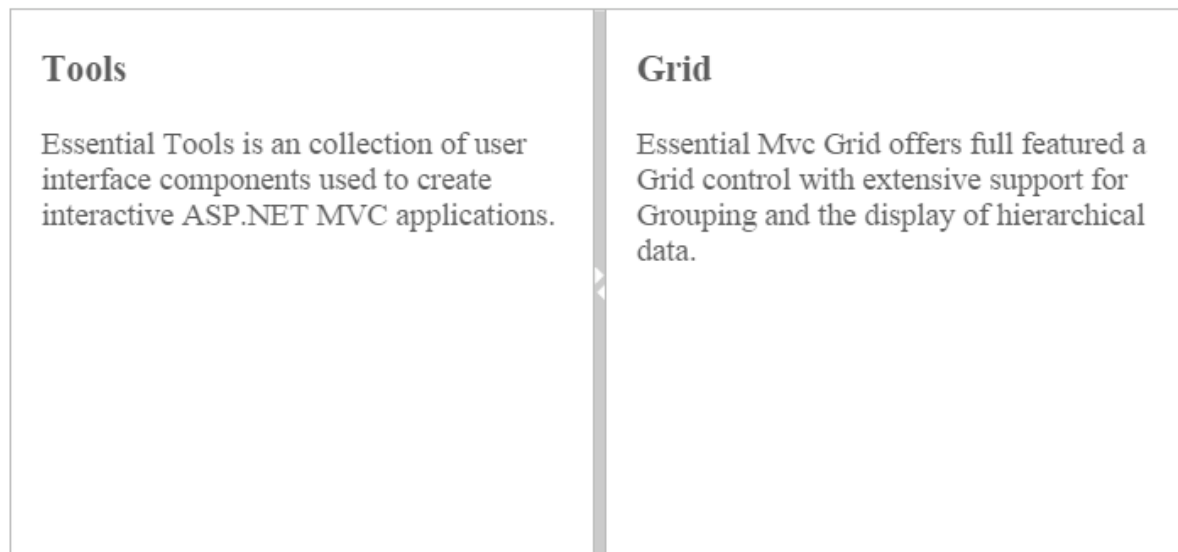 Tools
Essential Tools is an collection of user
interface components used to create
interactive ASP.NET MVC applications.
Grid
Essential Mvc Grid offers full featured a
Grid control with extensive support for
Grouping and the display of hierarchical
data.